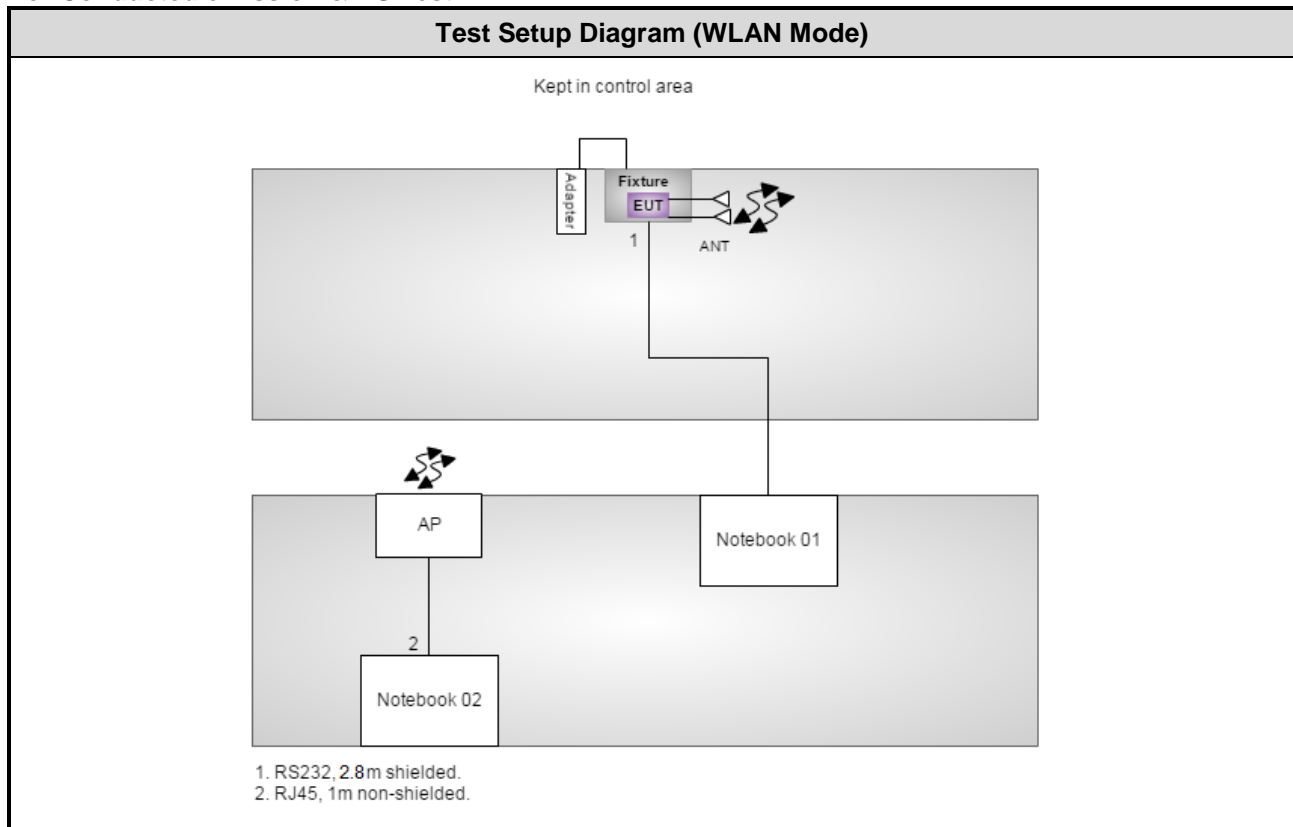 Test Setup Diagram (WLAN Mode)
Kept in control area
Adapter
Fixture
EUT
1
ANT
AP
Notebook 01
2
Notebook 02
1. RS232, 2.8m shielded.
2. RJ45, 1m non-shielded.